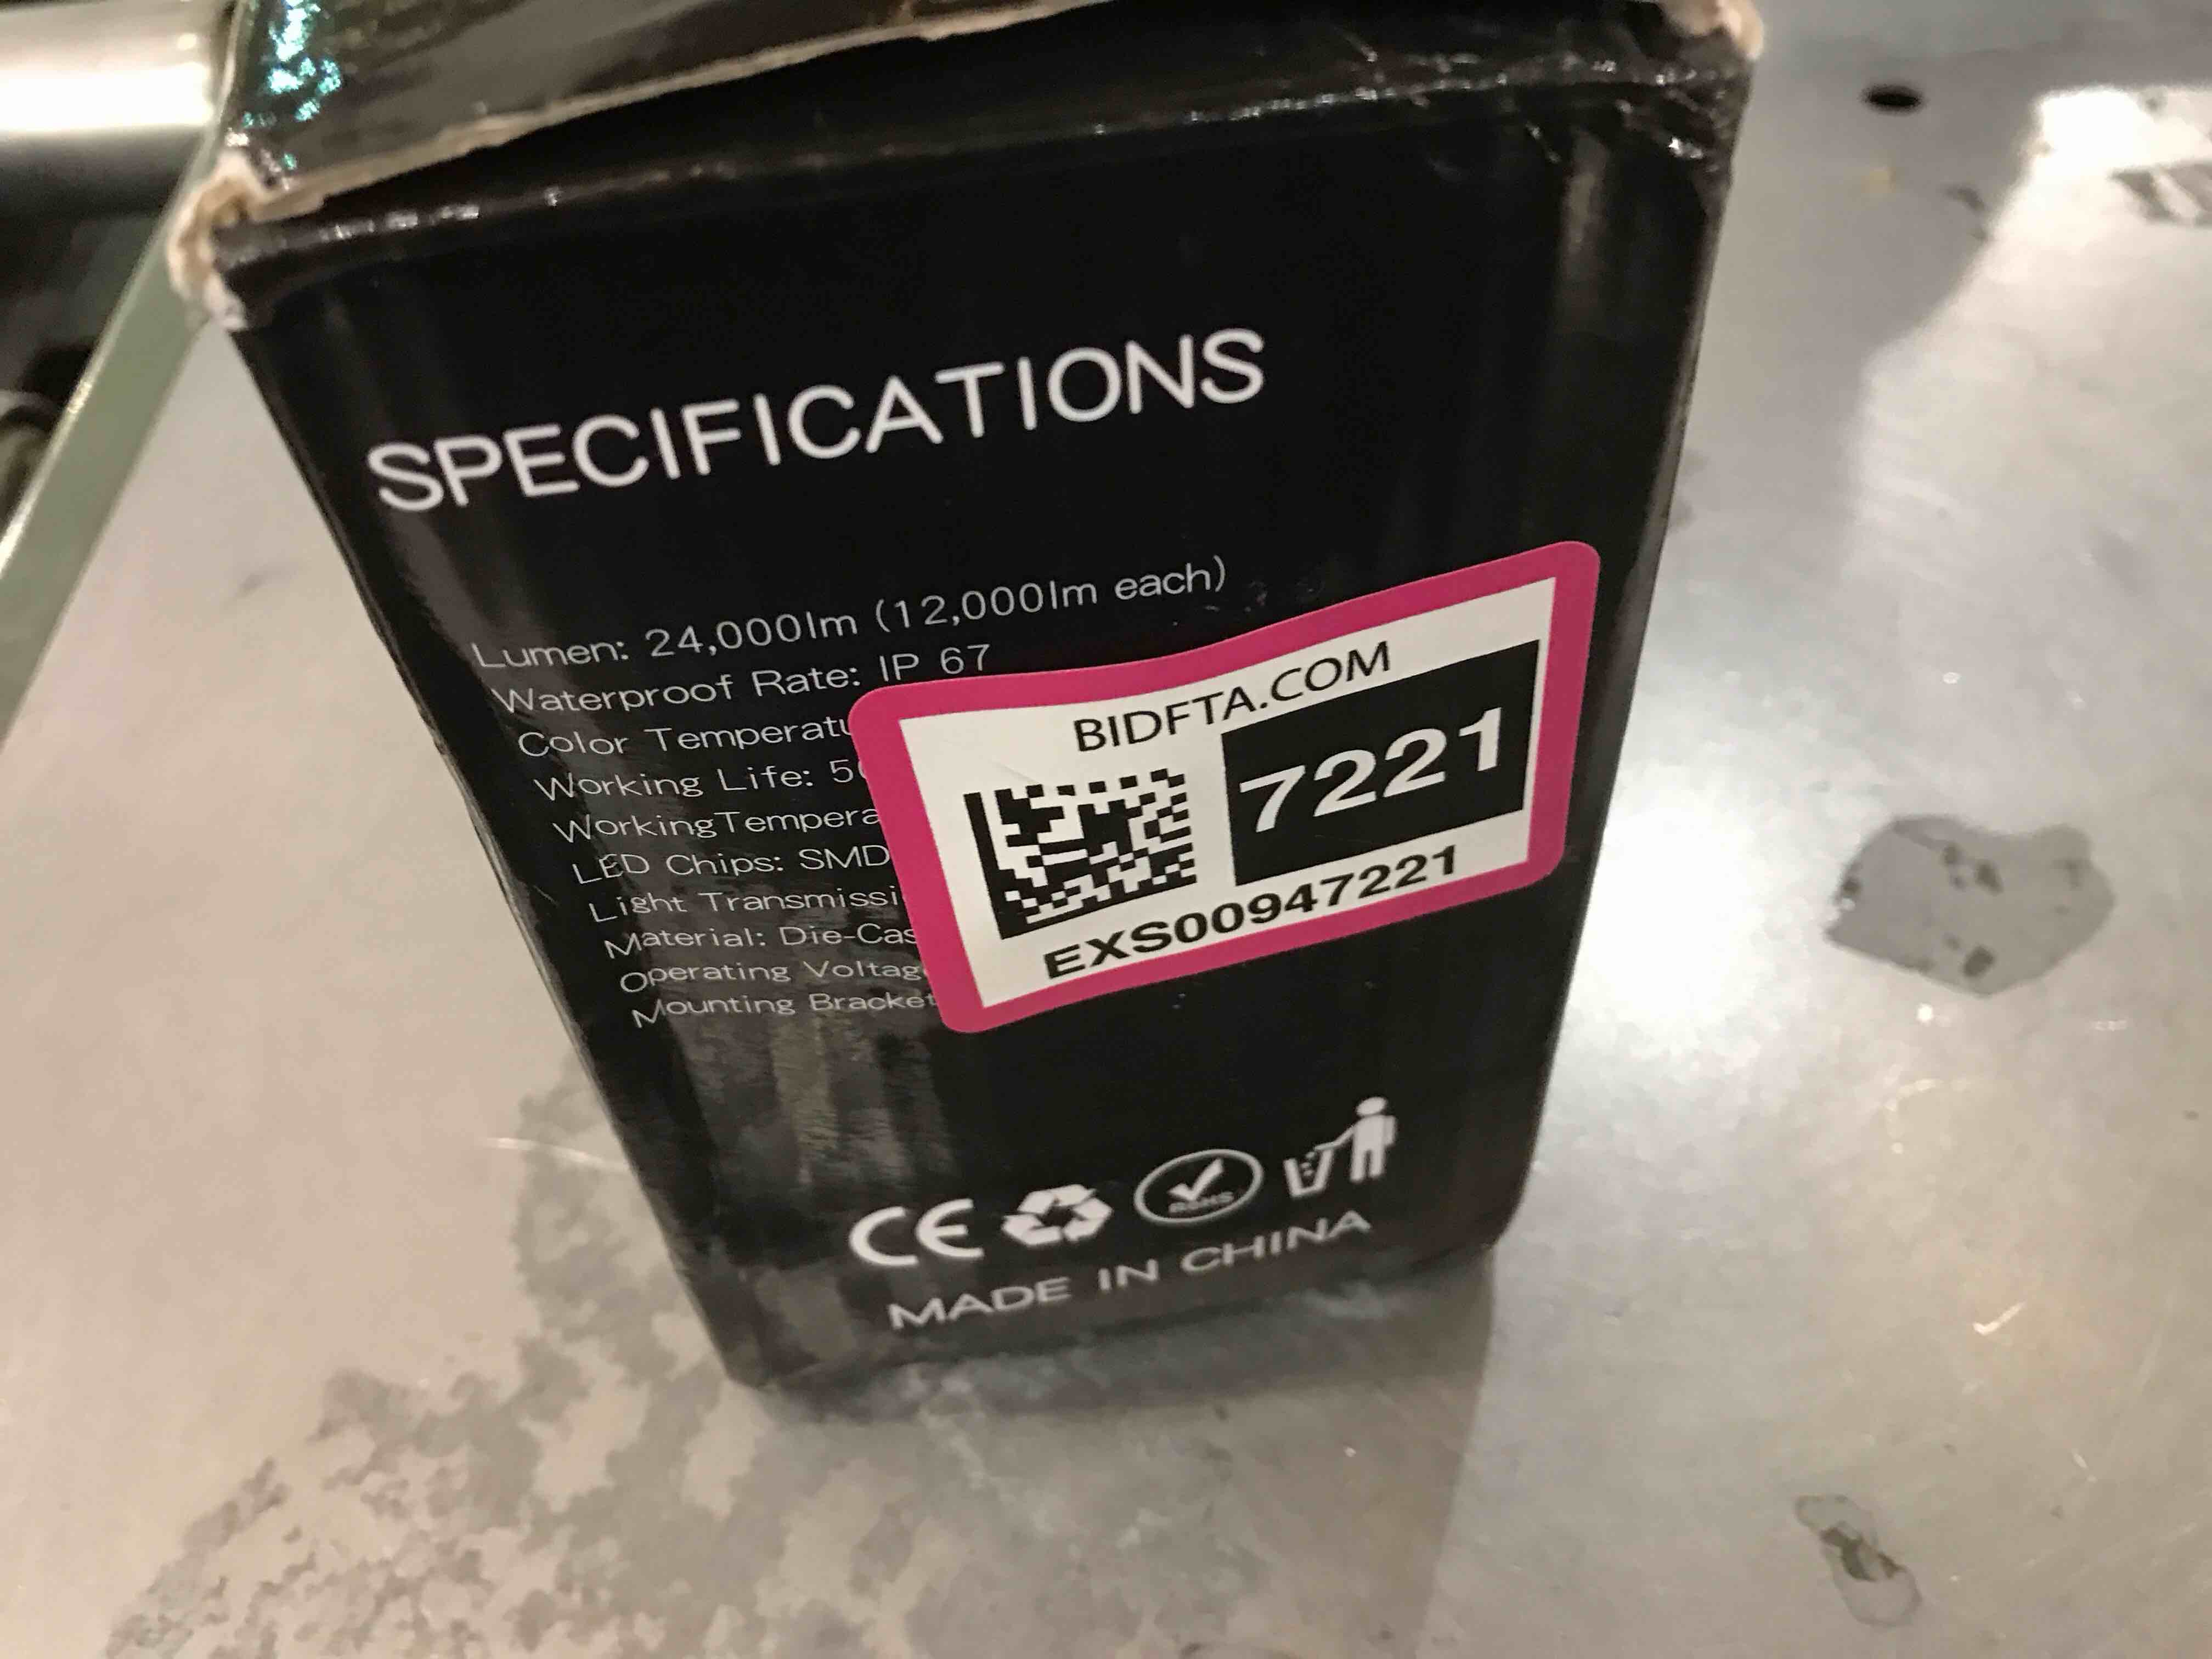 SPECIFICATIONS
Lumen: 24,000lm (12,000lm each)
Waterproof Rate: IP 67
Color Temperatu
Working Life: 5
WorkingTempera
LED Chips: SMD
Light Transmissi
Material: Die-Cas
Operating Voltag
Mounting Bracket
BIDFTA.COM
7221
EXS00947221
CE
RoHS
MADE IN CHINA